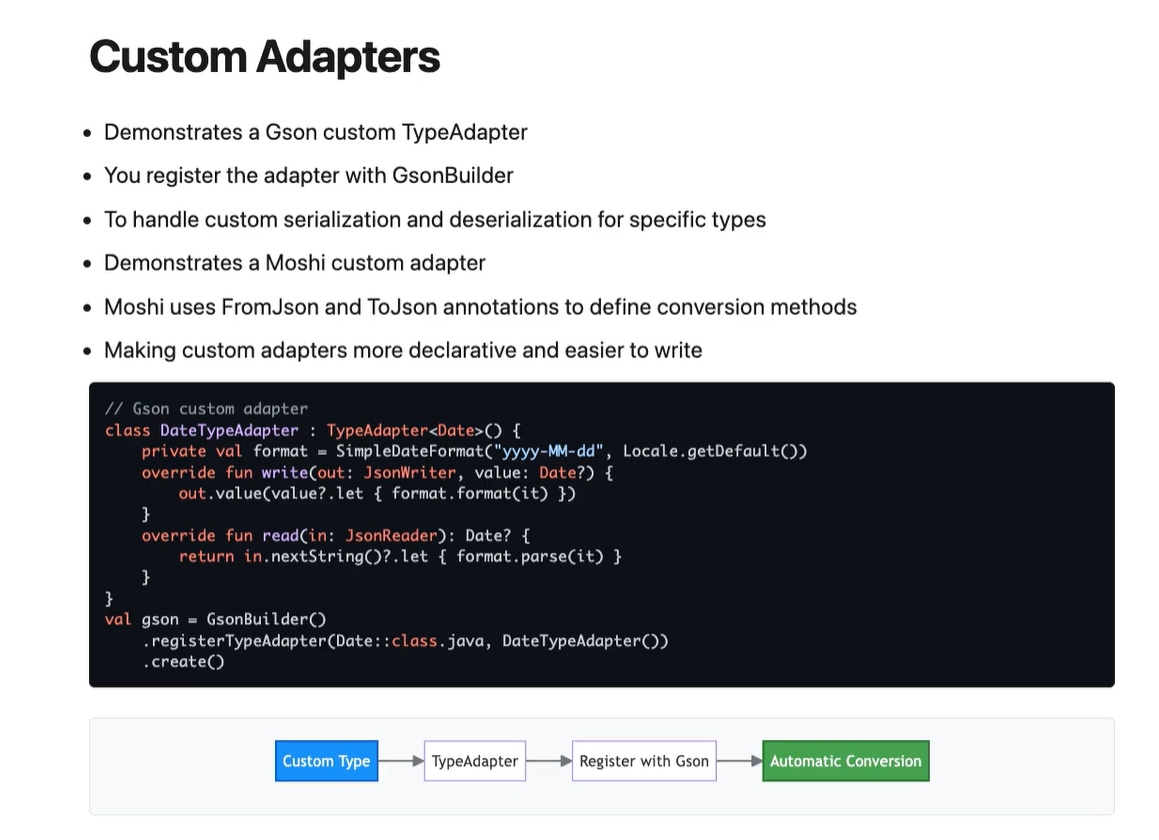 Custom Adapters
• Demonstrates a Gson custom TypeAdapter
• You register the adapter with GsonBuilder
• To handle custom serialization and deserialization for specific types
• Demonstrates a Moshi custom adapter
• Moshi uses FromJson and ToJson annotations to define conversion methods
• Making custom adapters more declarative and easier to write
// Gson custom adapter
class DateTypeAdapter : TypeAdapter<Date>() {
    private val format = SimpleDateFormat("yyyy-MM-dd", Locale.getDefault())
    override fun write(out: JsonWriter, value: Date?) {
        out.value(value?.let { format.format(it) })
    }
    override fun read(in: JsonReader): Date? {
        return in.nextString()?.let { format.parse(it) }
    }
}
val gson = GsonBuilder()
    .registerTypeAdapter(Date::class.java, DateTypeAdapter())
    .create()
Custom Type
TypeAdapter
Register with Gson
Automatic Conversion